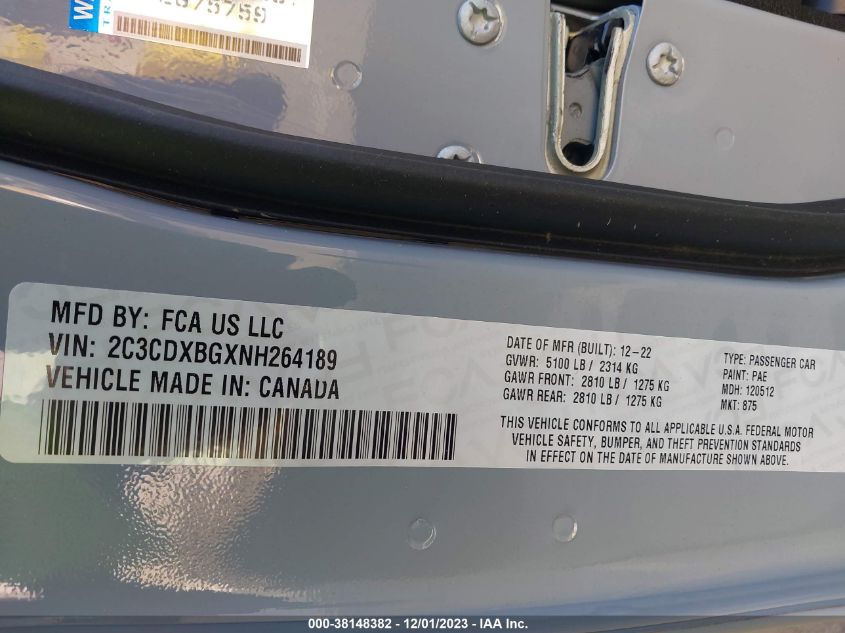 MFD BY: FCA US LLC
VIN: 2C3CDXBGXNH264189
VEHICLE MADE IN: CANADA
DATE OF MFR (BUILT): 12-22
GVWR: 5100 LB / 2314 KG
GAWR FRONT: 2810 LB / 1275 KG
GAWR REAR: 2810 LB / 1275 KG
TYPE: PASSENGER CAR
PAINT: PAE
MDH: 120512
MKT: 875
THIS VEHICLE CONFORMS TO ALL APPLICABLE U.S.A. FEDERAL MOTOR
VEHICLE SAFETY, BUMPER, AND THEFT PREVENTION STANDARDS
IN EFFECT ON THE DATE OF MANUFACTURE SHOWN ABOVE.
000-38148382 - 12/01/2023 - IAA Inc.